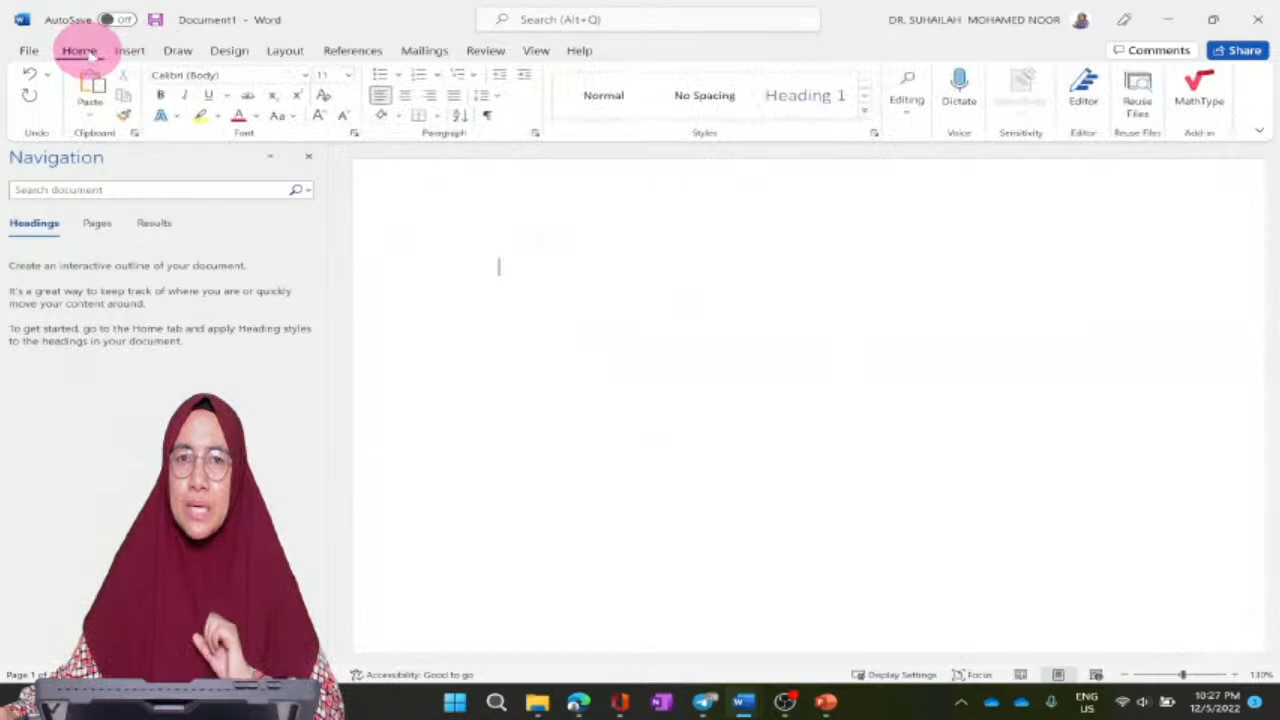 AutoSave Off Document1 - Word Search (Alt+Q) DR. SUHAILAH MOHAMED NOOR
File Home Insert Draw Design Layout References Mailings Review View Help Comments Share
Calibri (Body) 11
Paste Normal No Spacing Heading 1 Editing Dictate Editor Reuse Files MathType
Undo Clipboard Font Paragraph Styles Voice Sensitivity Editor Reuse Files Add-in
Navigation
Search document
Headings Pages Results
Create an interactive outline of your document.
It's a great way to keep track of where you are or quickly
move your content around.
To get started, go to the Home tab and apply Heading styles
to the headings in your document.
Page 1 Accessibility: Good to go Display Settings Focus 130%
ENG
US
10:27 PM
12/5/2022